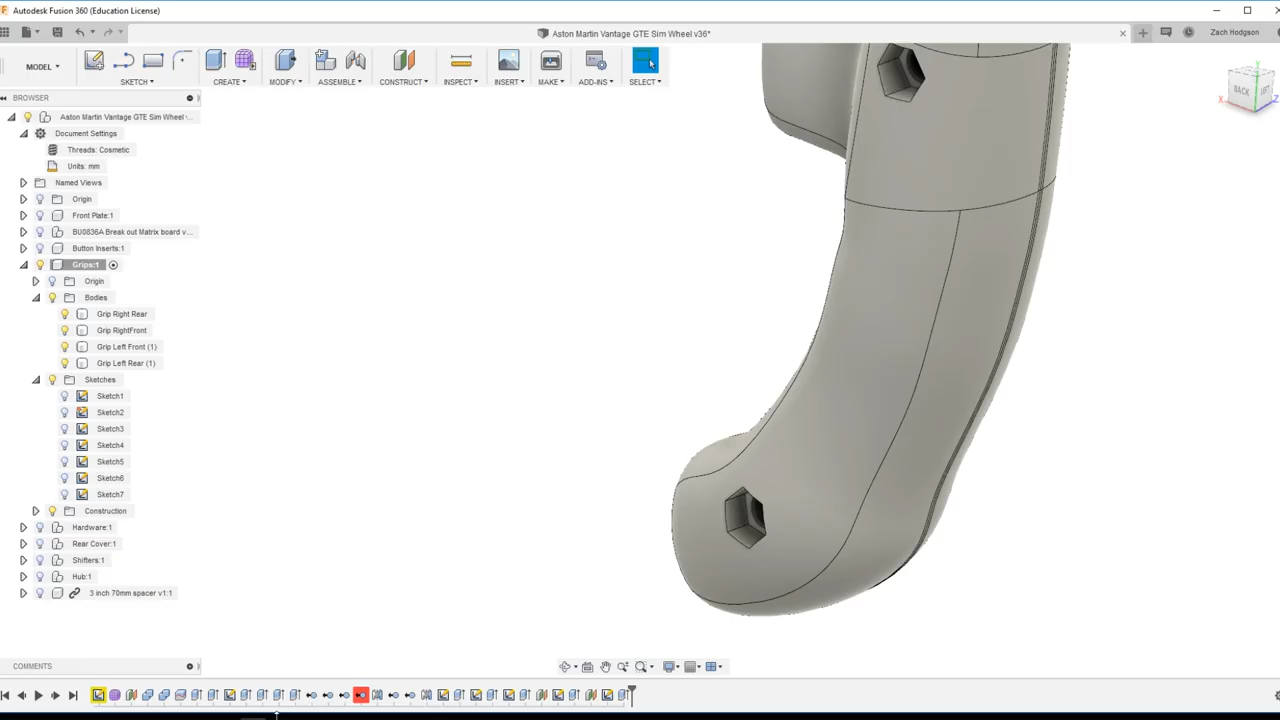 Autodesk Fusion 360 (Education License)
Aston Martin Vantage GTE Sim Wheel v36*
Zach Hodgson
MODEL
SKETCH
CREATE
MODIFY
ASSEMBLE
CONSTRUCT
INSPECT
INSERT
MAKE
ADD-INS
SELECT
BROWSER
Aston Martin Vantage GTE Sim Wheel v...
Document Settings
Threads: Cosmetic
Units: mm
Named Views
Origin
Front Plate:1
BU0836A Break out Matrix board v...
Button Inserts:1
Grips:1
Origin
Bodies
Grip Right Rear
Grip RightFront
Grip Left Front (1)
Grip Left Rear (1)
Sketches
Sketch1
Sketch2
Sketch3
Sketch4
Sketch5
Sketch6
Sketch7
Construction
Hardware:1
Rear Cover:1
Shifters:1
Hub:1
3 inch 70mm spacer v1:1
BACK
X
Y
Z
COMMENTS